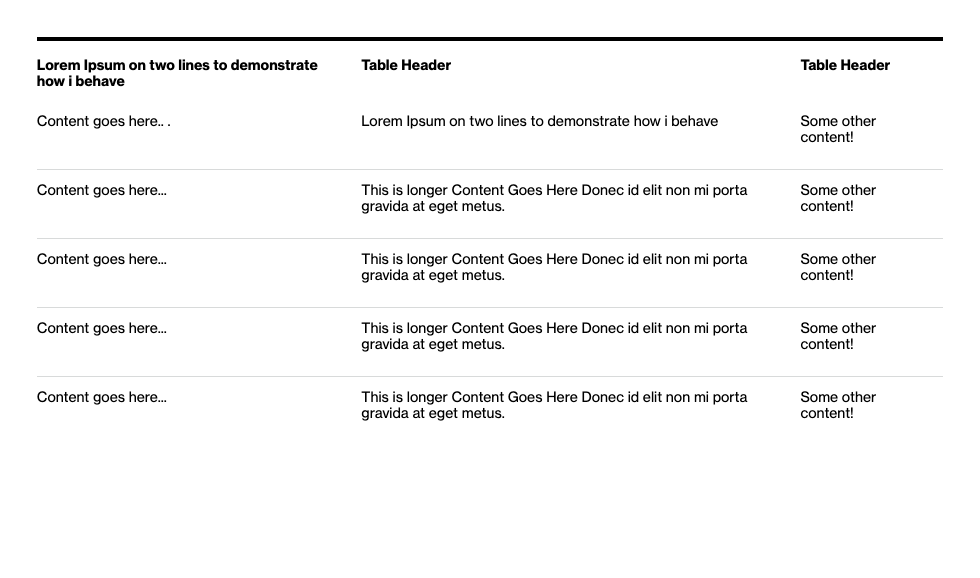 Lorem Ipsum on two lines to demonstrate
how i behave
Table Header
Table Header
Content goes here.. .
Lorem Ipsum on two lines to demonstrate how i behave
Some other
content!
Content goes here...
This is longer Content Goes Here Donec id elit non mi porta
gravida at eget metus.
Some other
content!
Content goes here...
This is longer Content Goes Here Donec id elit non mi porta
gravida at eget metus.
Some other
content!
Content goes here...
This is longer Content Goes Here Donec id elit non mi porta
gravida at eget metus.
Some other
content!
Content goes here...
This is longer Content Goes Here Donec id elit non mi porta
gravida at eget metus.
Some other
content!